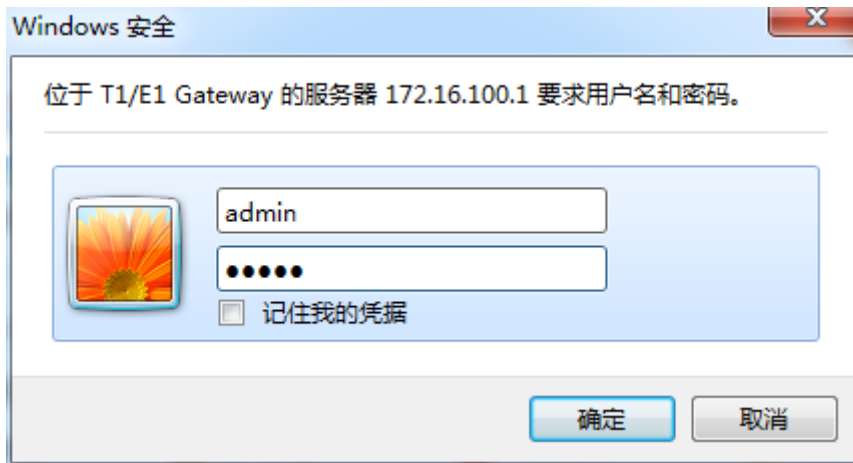 Windows 安全
位于 T1/E1 Gateway 的服务器 172.16.100.1 要求用户名和密码。
admin
●●●●●
记住我的凭据
确定
取消